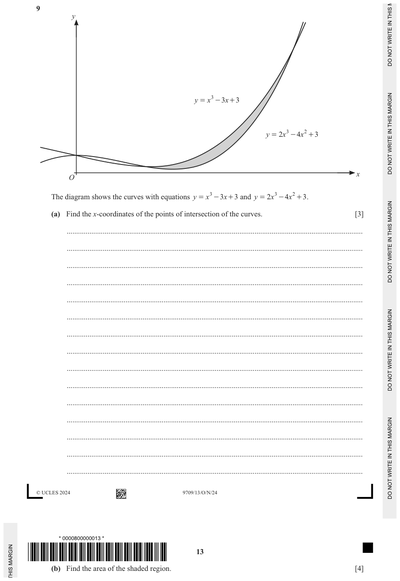 9
DO NOT WRITE IN THIS MARGIN
y
y = x³ − 3x + 3
y = 2x³ − 4x² + 3
O
x
The diagram shows the curves with equations y = x³ − 3x + 3 and y = 2x³ − 4x² + 3.
(a) Find the x-coordinates of the points of intersection of the curves. [3]
DO NOT WRITE IN THIS MARGIN
DO NOT WRITE IN THIS MARGIN
DO NOT WRITE IN THIS MARGIN
DO NOT WRITE IN THIS MARGIN
© UCLES 2024
9709/13/O/N/24
THIS MARGIN
* 0000800000013 *
13
(b) Find the area of the shaded region. [4]